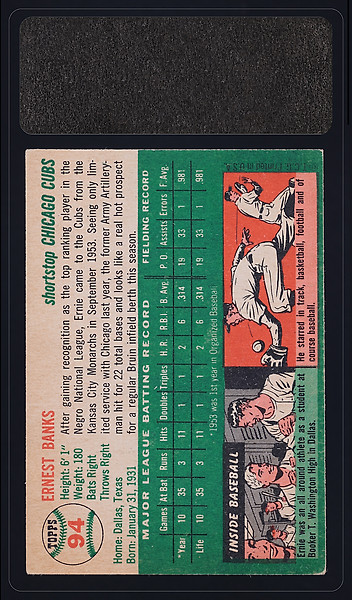 TOPPS
94
ERNEST BANKS
shortstop CHICAGO CUBS
Height: 6' 1"
Weight: 180
Bats Right
Throws Right
Home: Dallas, Texas
Born: January 31, 1931
After gaining recognition as the top ranking player in the
Negro National League, Ernie came to the Cubs from the
Kansas City Monarchs in September 1953. Seeing only lim-
ited service with Chicago last year, the former Army Artillery-
man hit for 22 total bases and looks like a real hot prospect
for a regular Bruin infield berth this season.
MAJOR LEAGUE BATTING RECORD FIELDING RECORD
Games At Bat Runs Hits Doubles Triples H.R. R.B.I. B. Avg. P.O. Assists Errors F. Avg.
*Year 10 35 3 11 1 1 2 6 .314 19 33 1 .981
Life 10 35 3 11 1 1 2 6 .314 19 33 1 .981
*1953 was 1st year in Organized Baseball.
INSIDE BASEBALL
Ernie was an all around athlete as a student at
Booker T. Washington High in Dallas.
He starred in track, basketball, football and of
course baseball.
T.C.G. Printed in U.S.A.